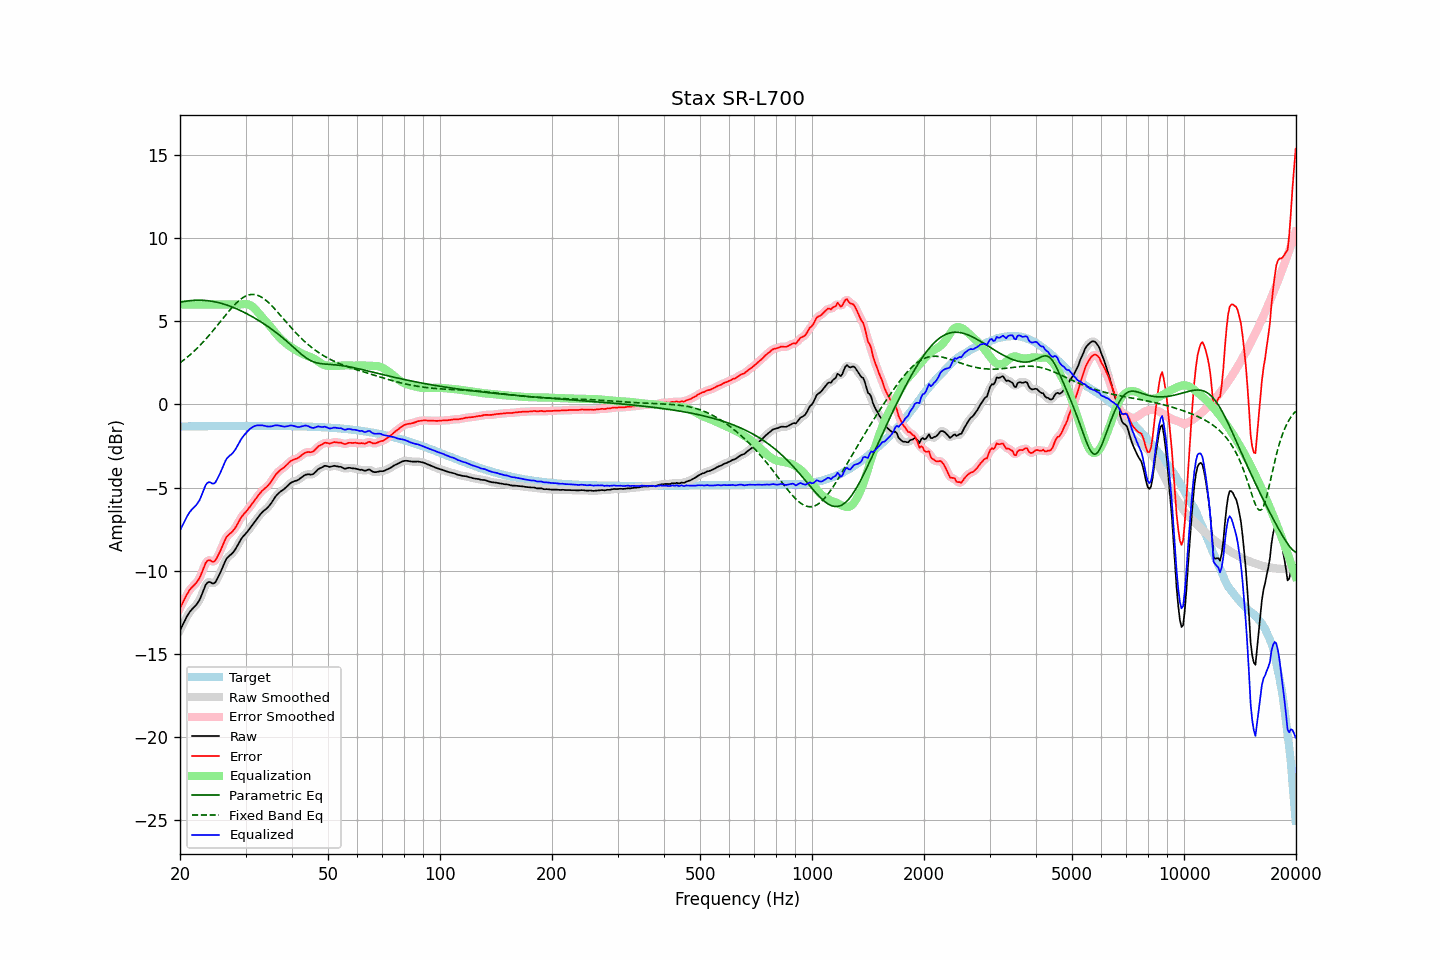 Stax SR-L700
Amplitude (dBr)
15
10
5
0
−5
−10
−15
−20
−25
Target
Raw Smoothed
Error Smoothed
Raw
Error
Equalization
Parametric Eq
Fixed Band Eq
Equalized
20 50 100 200 500 1000 2000 5000 10000 20000
Frequency (Hz)